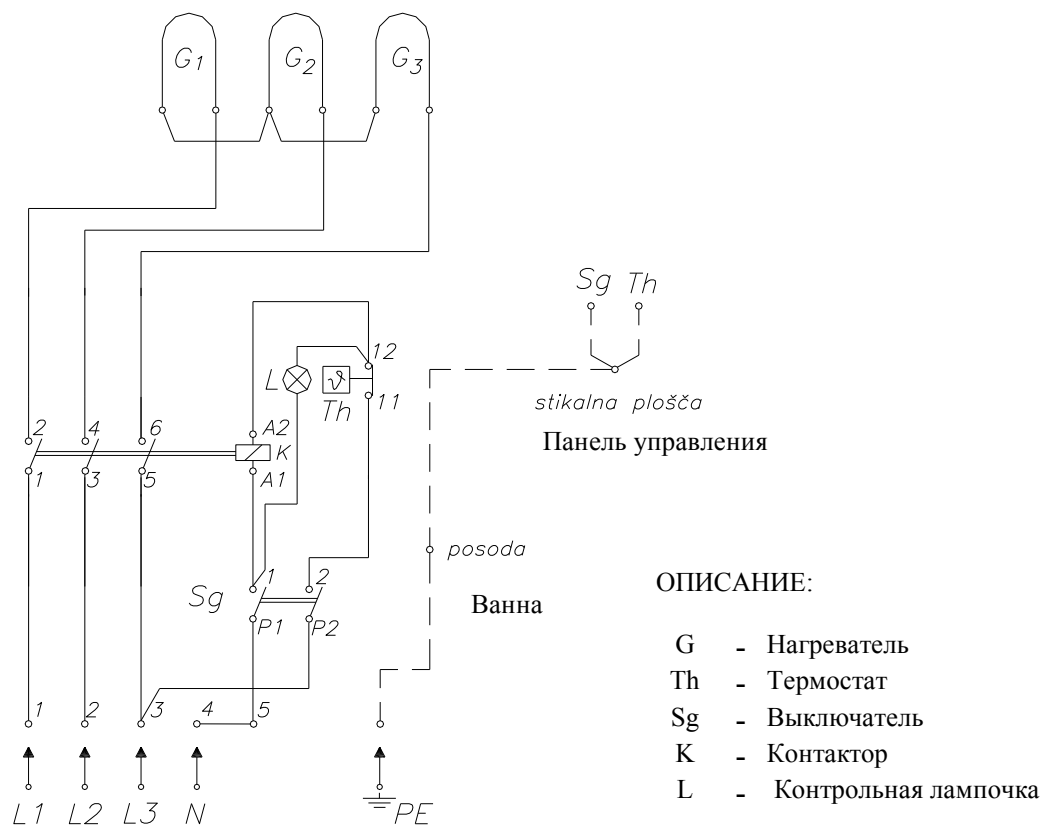 G1 G2 G3
Sg Th
12
L ϑ
Th 11
stikalna plošča
Панель управления
2 4 6 A2
K
1 3 5 A1
posoda
1 2
Sg
P1 P2
Ванна
1 2 3 4 5
L1 L2 L3 N PE
ОПИСАНИЕ:
G - Нагреватель
Th - Термостат
Sg - Выключатель
K - Контактор
L - Контрольная лампочка